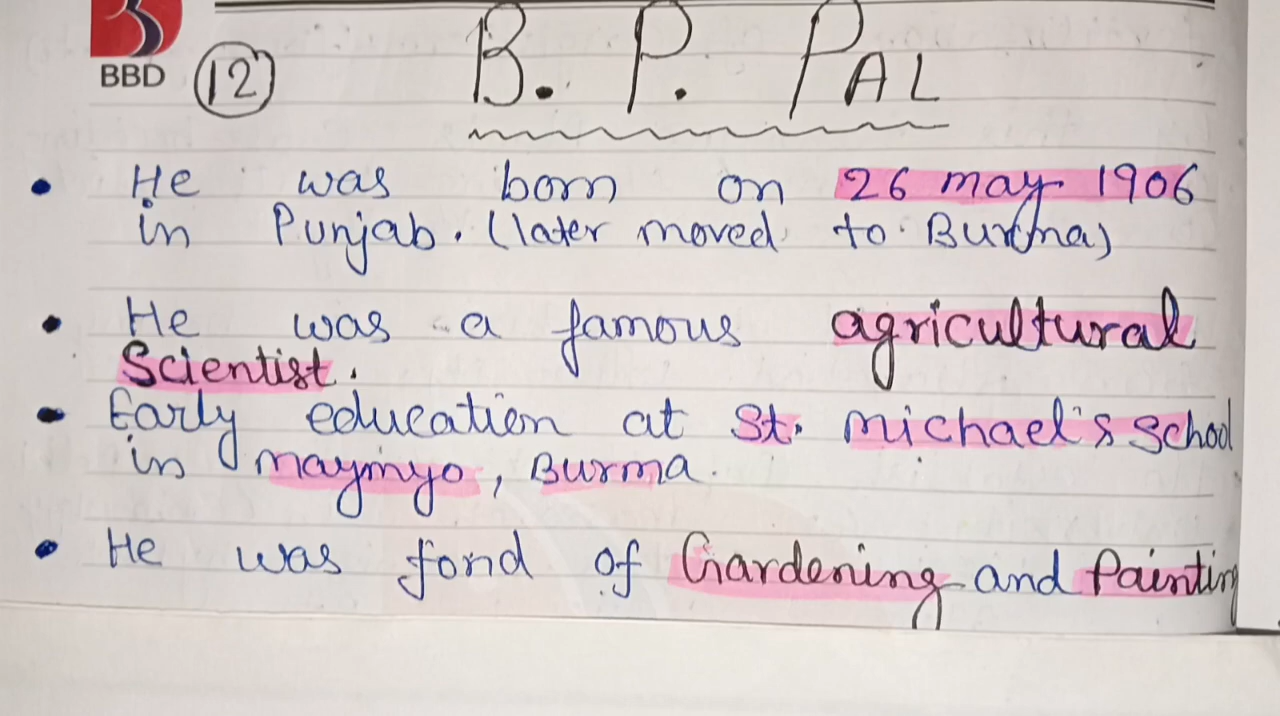 BBD
12
B. P. PAL
• He was born on 26 may 1906
in Punjab. (later moved to Burma)
• He was a famous agricultural
Scientist.
• Early education at St. Michael's School
in maymyo, Burma.
• He was fond of Gardening and Painting